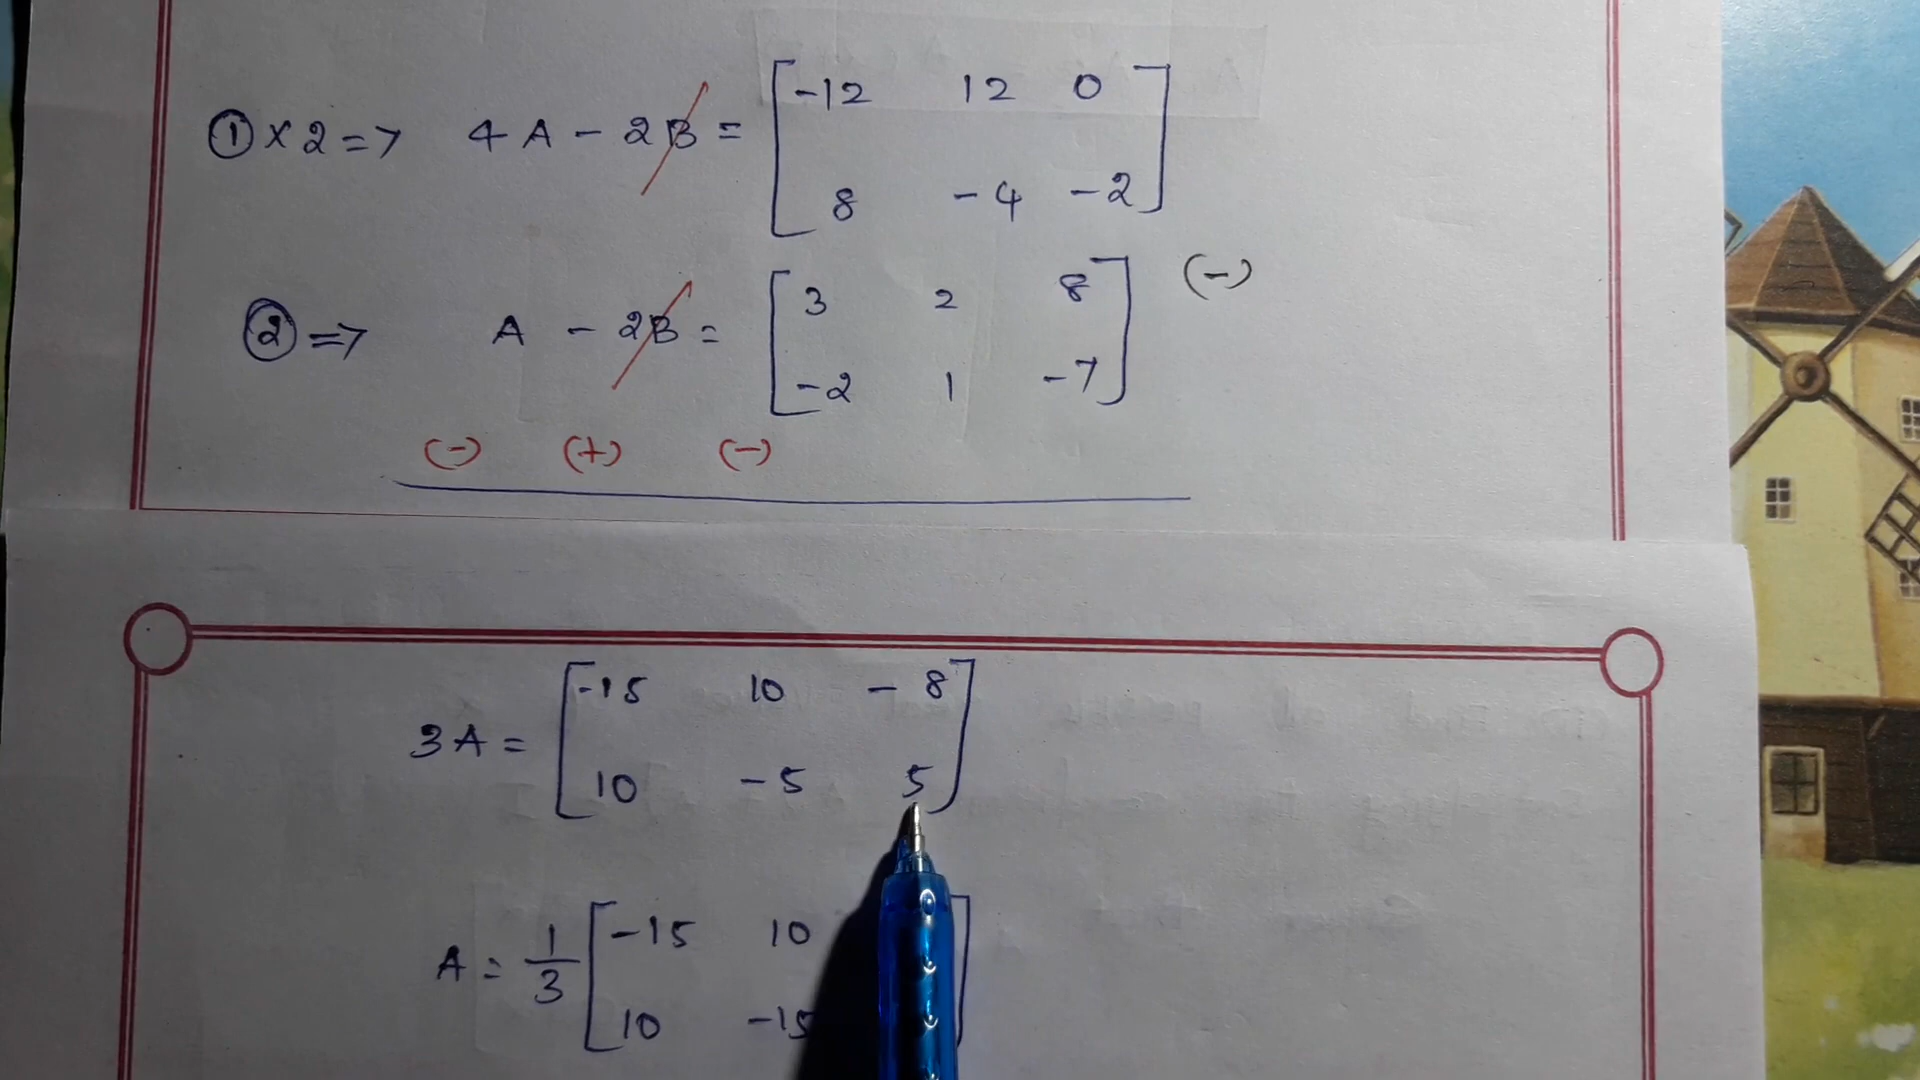 ① × 2 => 4A - 2B = [ -12 12 0
8 -4 -2 ]
② => A - 2B = [ 3 2 8
-2 1 -7 ] (-)
(-) (+) (-)
3A = [ -15 10 -8
10 -5 5 ]
A = 1/3 [ -15 10
10 -15 ]